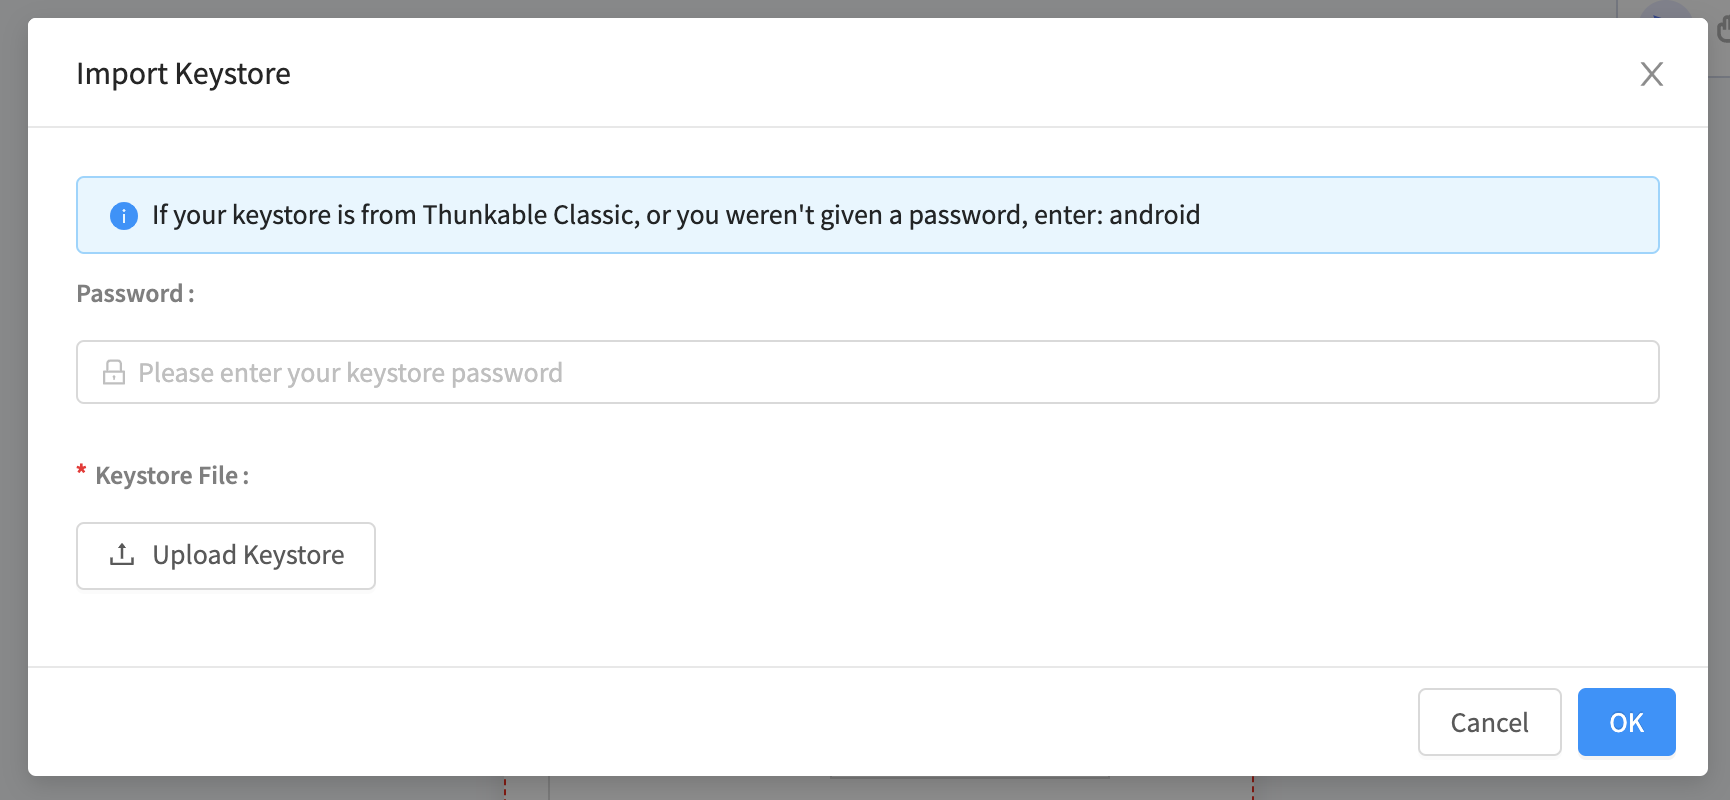 Import Keystore
If your keystore is from Thunkable Classic, or you weren't given a password, enter: android
Password :
Please enter your keystore password
* Keystore File :
Upload Keystore
Cancel
OK